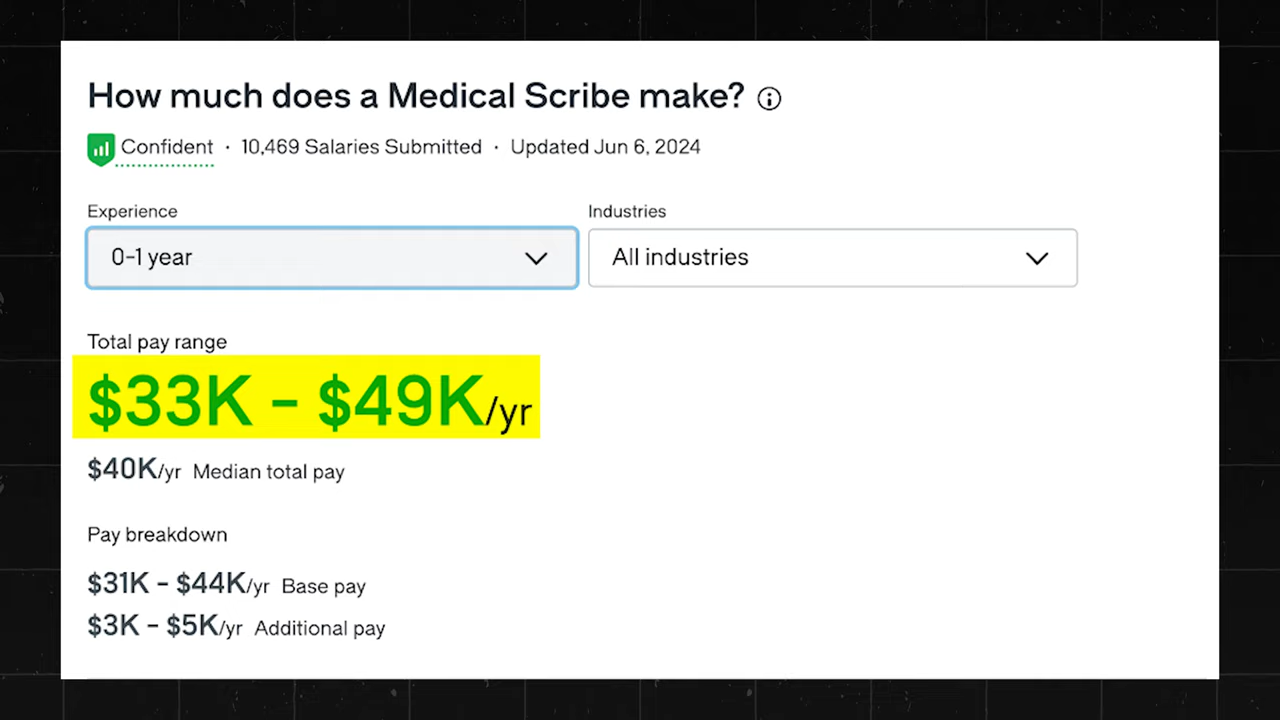 How much does a Medical Scribe make?
Confident · 10,469 Salaries Submitted · Updated Jun 6, 2024
Experience
Industries
0-1 year
All industries
Total pay range
$33K - $49K/yr
$40K/yr Median total pay
Pay breakdown
$31K - $44K/yr Base pay
$3K - $5K/yr Additional pay